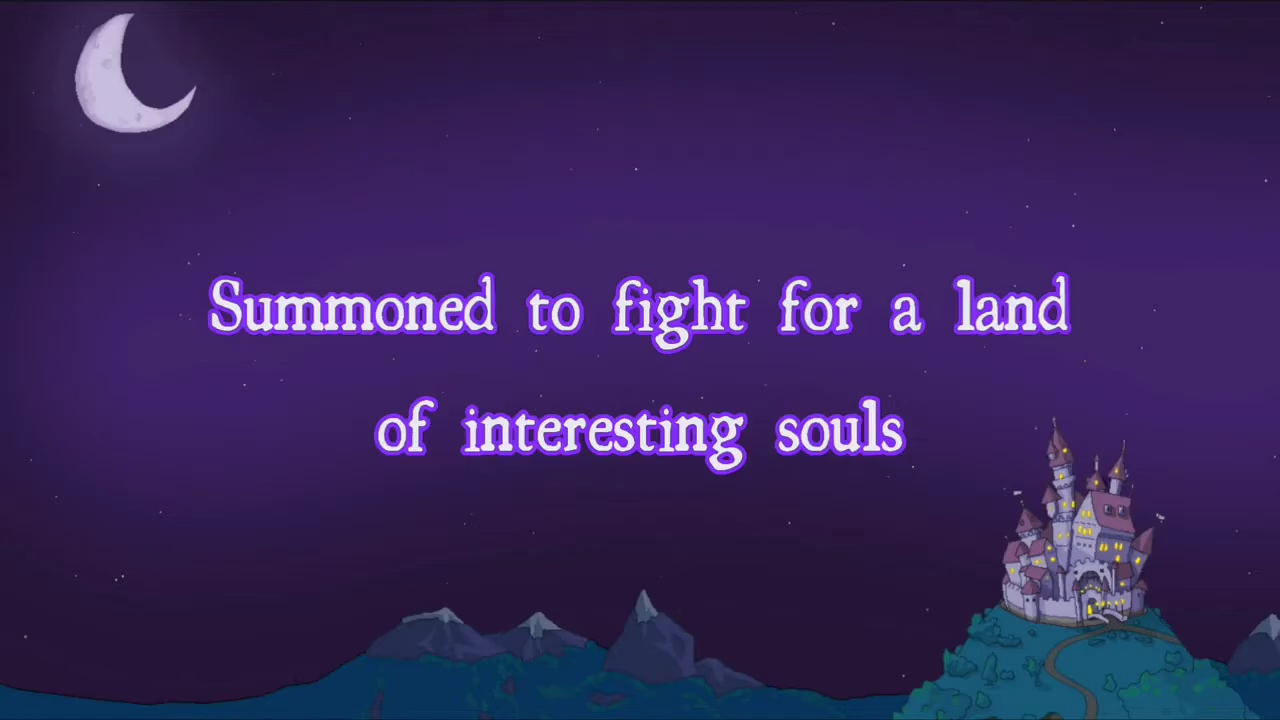 Summoned to fight for a land
of interesting souls